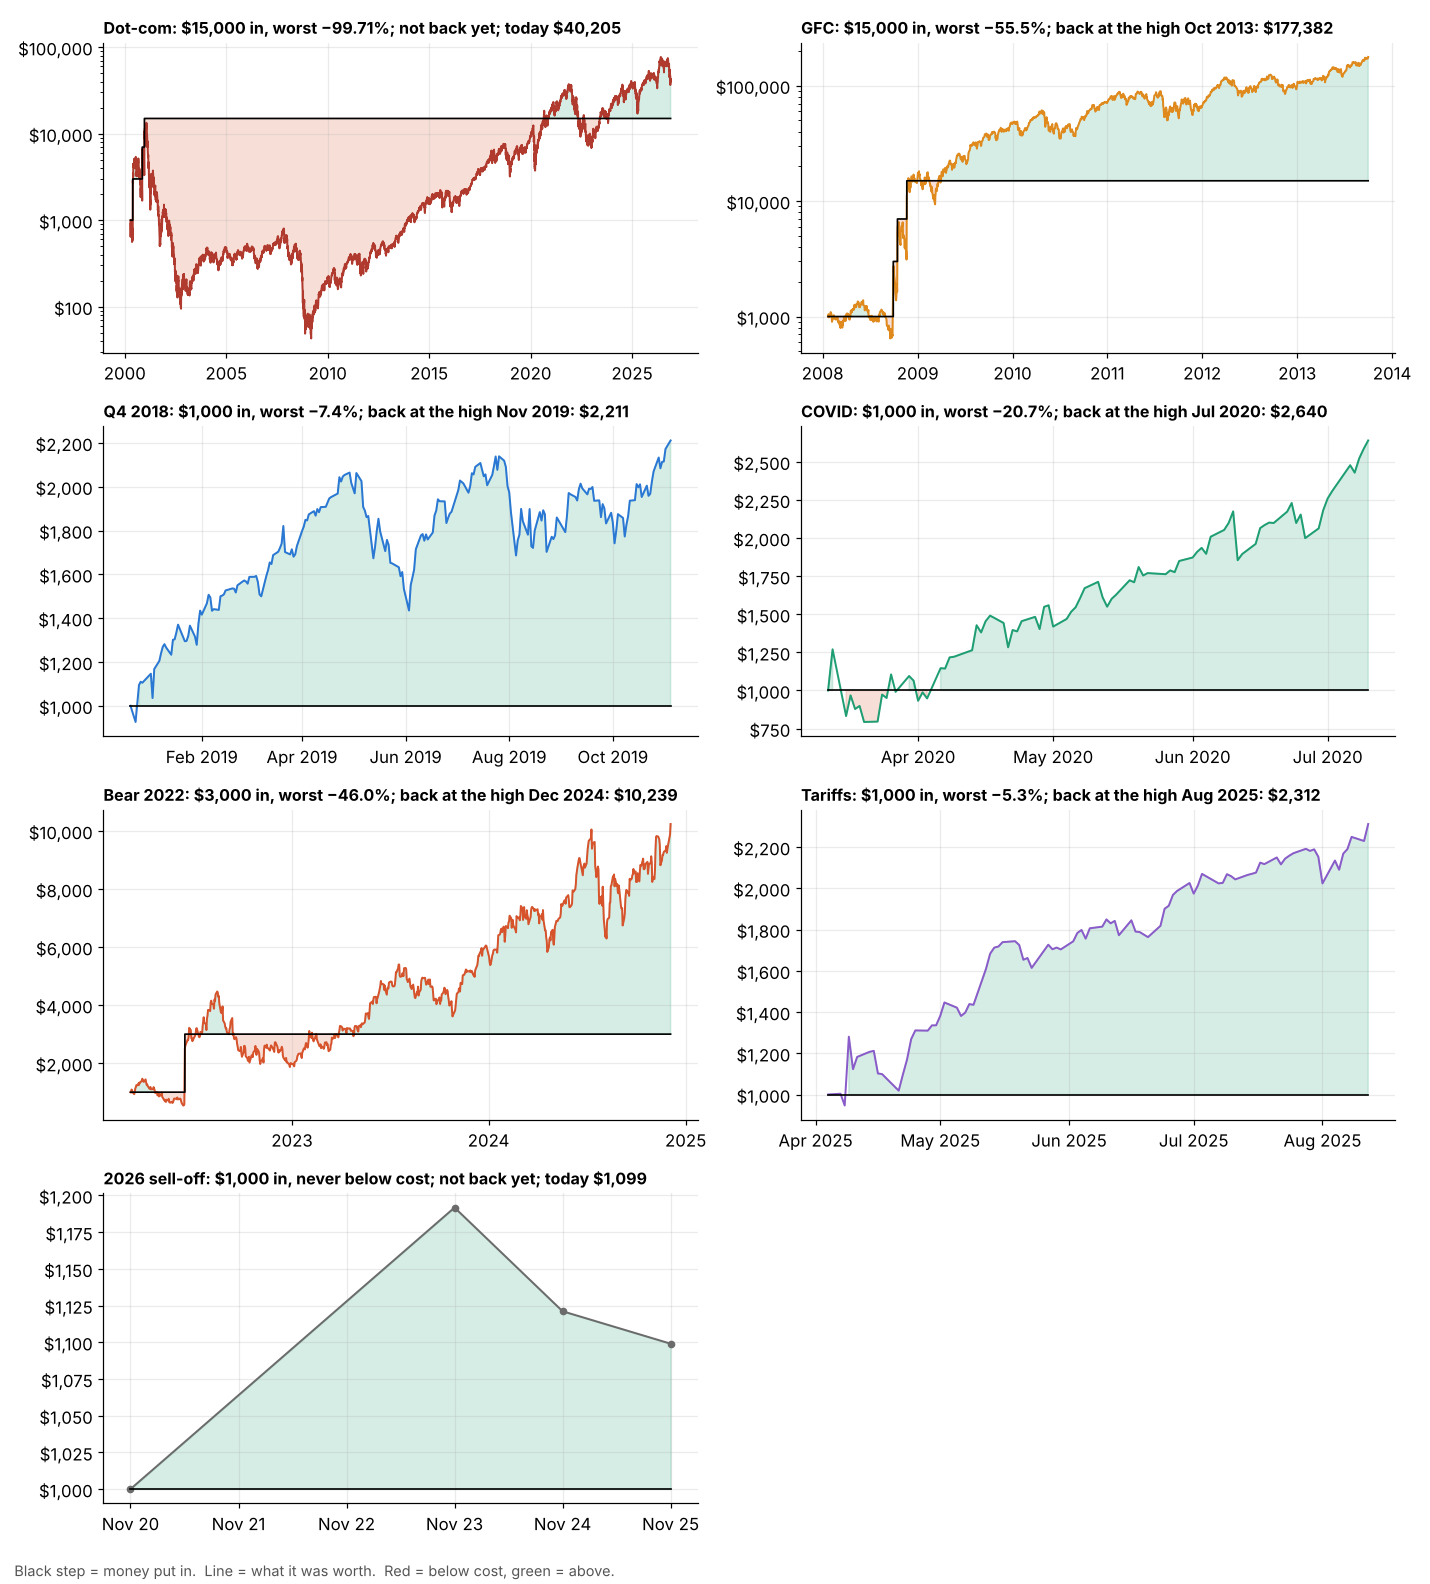 Dot-com: $15,000 in, worst −99.71%; not back yet; today $40,205
$100,000
$10,000
$1,000
$100
2000 2005 2010 2015 2020 2025
GFC: $15,000 in, worst −55.5%; back at the high Oct 2013: $177,382
$100,000
$10,000
$1,000
2008 2009 2010 2011 2012 2013 2014
Q4 2018: $1,000 in, worst −7.4%; back at the high Nov 2019: $2,211
$2,200
$2,000
$1,800
$1,600
$1,400
$1,200
$1,000
Feb 2019 Apr 2019 Jun 2019 Aug 2019 Oct 2019
COVID: $1,000 in, worst −20.7%; back at the high Jul 2020: $2,640
$2,500
$2,250
$2,000
$1,750
$1,500
$1,250
$1,000
$750
Apr 2020 May 2020 Jun 2020 Jul 2020
Bear 2022: $3,000 in, worst −46.0%; back at the high Dec 2024: $10,239
$10,000
$8,000
$6,000
$4,000
$2,000
2023 2024 2025
Tariffs: $1,000 in, worst −5.3%; back at the high Aug 2025: $2,312
$2,200
$2,000
$1,800
$1,600
$1,400
$1,200
$1,000
Apr 2025 May 2025 Jun 2025 Jul 2025 Aug 2025
2026 sell-off: $1,000 in, never below cost; not back yet; today $1,099
$1,200
$1,175
$1,150
$1,125
$1,100
$1,075
$1,050
$1,025
$1,000
Nov 20 Nov 21 Nov 22 Nov 23 Nov 24 Nov 25
Black step = money put in. Line = what it was worth. Red = below cost, green = above.